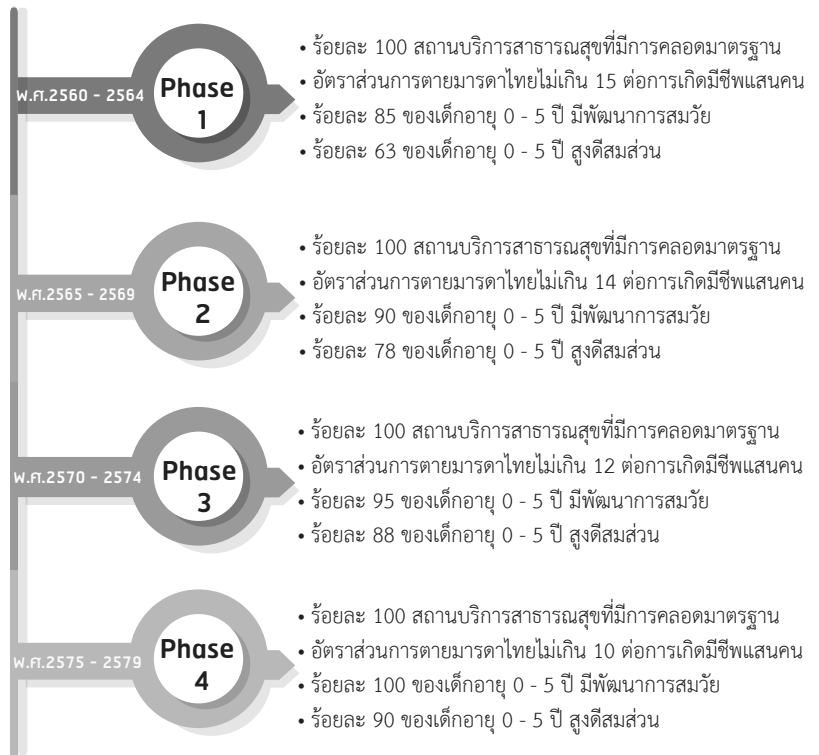 พ.ศ.2560 - 2564
Phase
1
• ร้อยละ 100 สถานบริการสาธารณสุขที่มีการคลอดมาตรฐาน
• อัตราส่วนการตายมารดาไทยไม่เกิน 15 ต่อการเกิดมีชีพแสนคน
• ร้อยละ 85 ของเด็กอายุ 0 - 5 ปี มีพัฒนาการสมวัย
• ร้อยละ 63 ของเด็กอายุ 0 - 5 ปี สูงดีสมส่วน
พ.ศ.2565 - 2569
Phase
2
• ร้อยละ 100 สถานบริการสาธารณสุขที่มีการคลอดมาตรฐาน
• อัตราส่วนการตายมารดาไทยไม่เกิน 14 ต่อการเกิดมีชีพแสนคน
• ร้อยละ 90 ของเด็กอายุ 0 - 5 ปี มีพัฒนาการสมวัย
• ร้อยละ 78 ของเด็กอายุ 0 - 5 ปี สูงดีสมส่วน
พ.ศ.2570 - 2574
Phase
3
• ร้อยละ 100 สถานบริการสาธารณสุขที่มีการคลอดมาตรฐาน
• อัตราส่วนการตายมารดาไทยไม่เกิน 12 ต่อการเกิดมีชีพแสนคน
• ร้อยละ 95 ของเด็กอายุ 0 - 5 ปี มีพัฒนาการสมวัย
• ร้อยละ 88 ของเด็กอายุ 0 - 5 ปี สูงดีสมส่วน
พ.ศ.2575 - 2579
Phase
4
• ร้อยละ 100 สถานบริการสาธารณสุขที่มีการคลอดมาตรฐาน
• อัตราส่วนการตายมารดาไทยไม่เกิน 10 ต่อการเกิดมีชีพแสนคน
• ร้อยละ 100 ของเด็กอายุ 0 - 5 ปี มีพัฒนาการสมวัย
• ร้อยละ 90 ของเด็กอายุ 0 - 5 ปี สูงดีสมส่วน